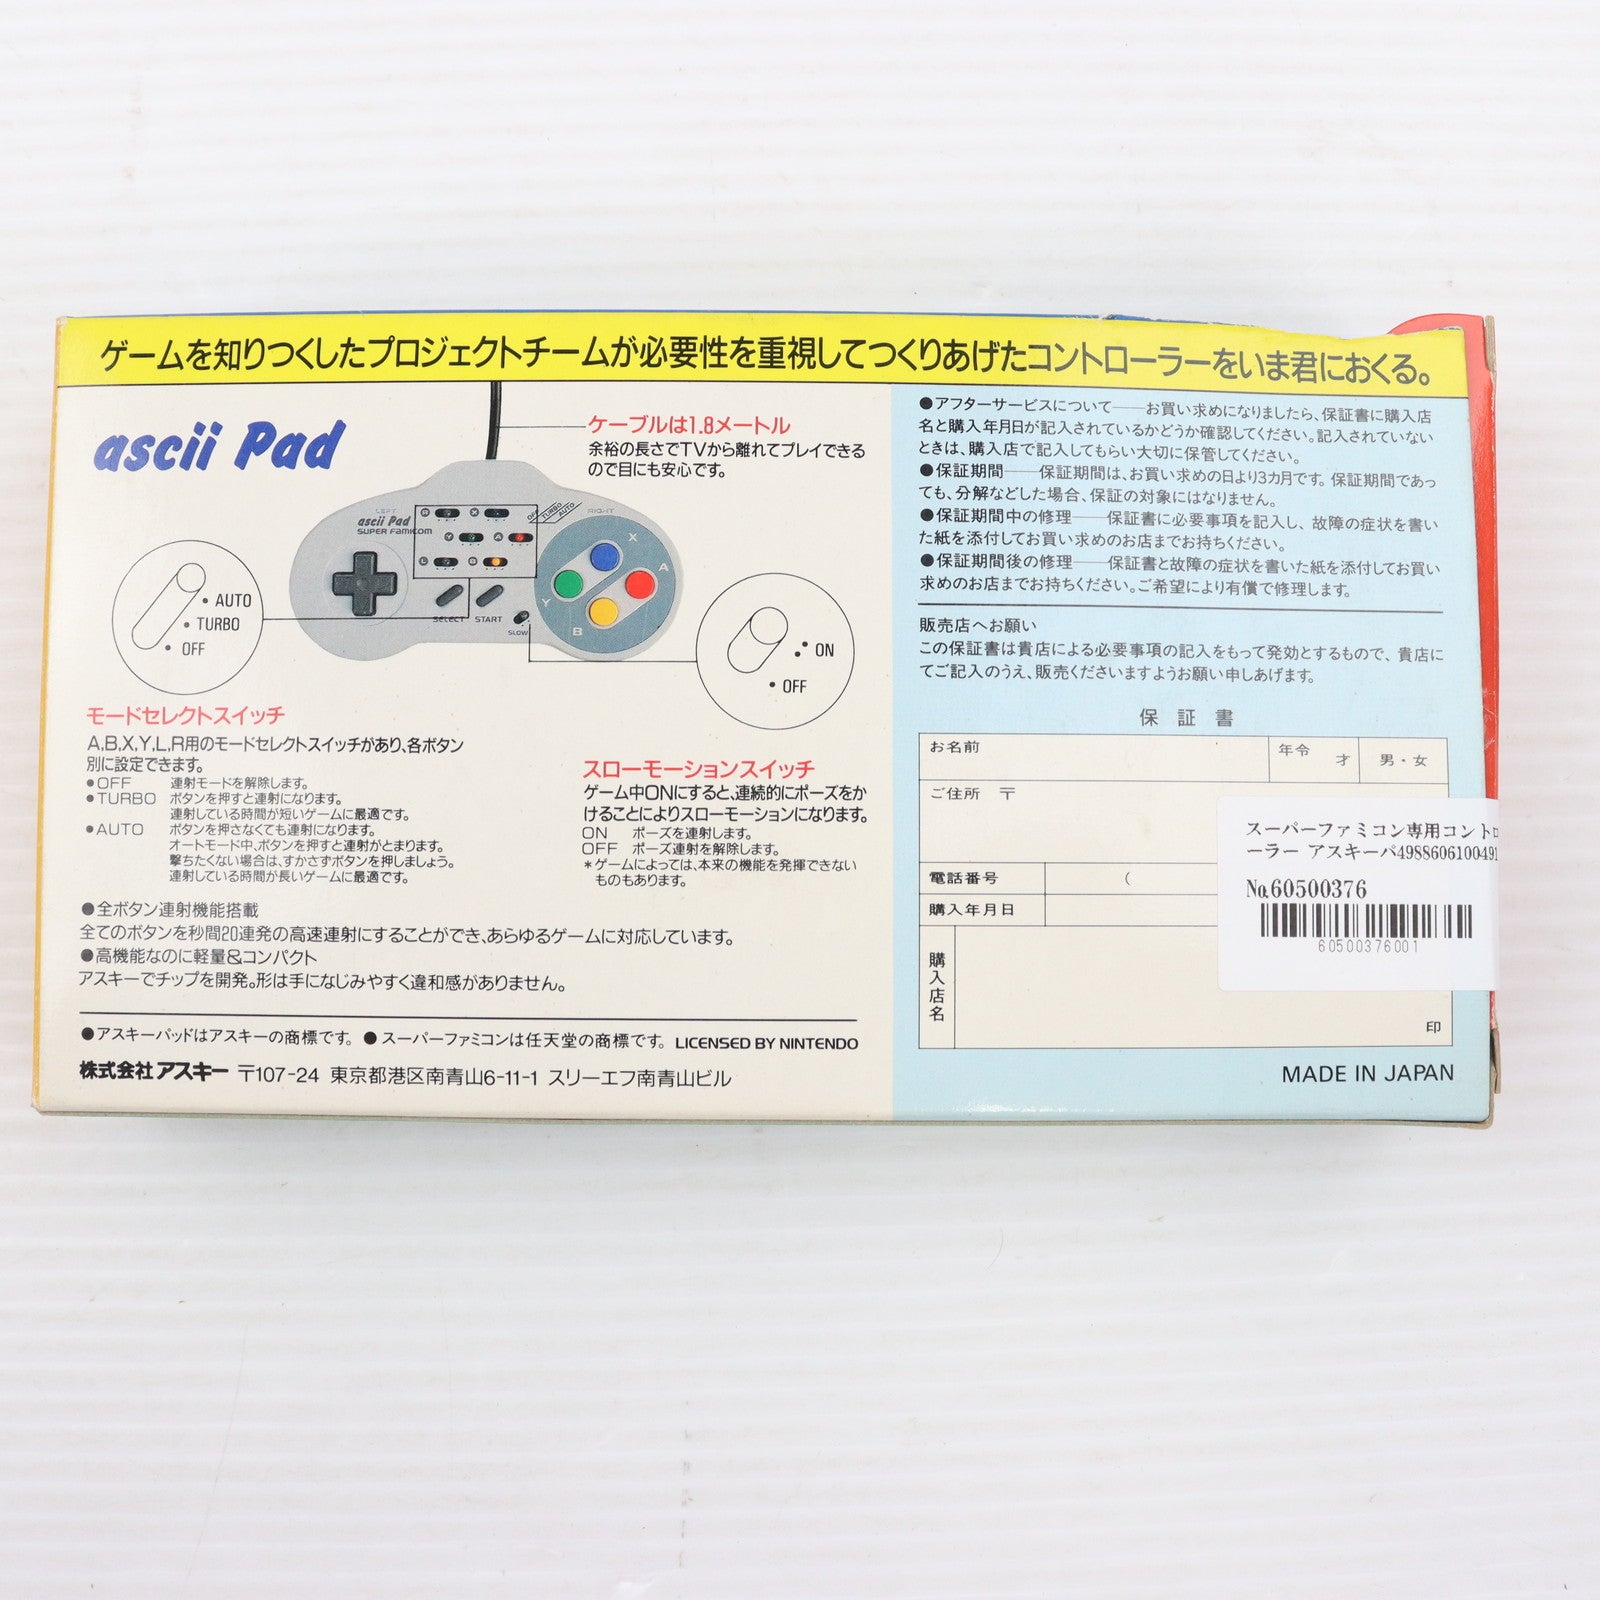 ゲームを知りつくしたプロジェクトチームが必要性を重視してつくりあげたコントローラーをいま君におくる。
ascii Pad
ケーブルは1.8メートル
余裕の長さでTVから離れてプレイできる
ので目にも安心です。
LEFT
ascii Pad
SUPER FAMICOM
OFF
TURBO
AUTO
RIGHT
X
A
Y
B
SELECT
START
SLOW
AUTO
TURBO
OFF
ON
OFF
モードセレクトスイッチ
A,B,X,Y,L,R用のモードセレクトスイッチがあり、各ボタン
別に設定できます。
●OFF 連射モードを解除します。
●TURBO ボタンを押すと連射になります。
連射している時間が短いゲームに最適です。
●AUTO ボタンを押さなくても連射になります。
オートモード中、ボタンを押すと連射がとまります。
撃ちたくない場合は、すかさずボタンを押しましょう。
連射している時間が長いゲームに最適です。
スローモーションスイッチ
ゲーム中ONにすると、連続的にポーズをか
けることによりスローモーションになります。
ON ポーズを連射します。
OFF ポーズ連射を解除します。
＊ゲームによっては、本来の機能を発揮できない
ものもあります。
●全ボタン連射機能搭載
全てのボタンを秒間20連発の高速連射にすることができ、あらゆるゲームに対応しています。
●高機能なのに軽量&コンパクト
アスキーでチップを開発。形は手になじみやすく違和感がありません。
●アスキーパッドはアスキーの商標です。 ●スーパーファミコンは任天堂の商標です。 LICENSED BY NINTENDO
株式会社アスキー 〒107-24 東京都港区南青山6-11-1 スリーエフ南青山ビル
●アフターサービスについて——お買い求めになりましたら、保証書に購入店
名と購入年月日が記入されているかどうか確認してください。記入されていない
ときは、購入店で記入してもらい大切に保管してください。
●保証期間——保証期間は、お買い求めの日より3カ月です。保証期間であっ
ても、分解などした場合、保証の対象にはなりません。
●保証期間中の修理——保証書に必要事項を記入し、故障の症状を書い
た紙を添付してお買い求めのお店までお持ちください。
●保証期間後の修理——保証書と故障の症状を書いた紙を添付してお買い
求めのお店までお持ちください。ご希望により有償で修理します。
販売店へお願い
この保証書は貴店による必要事項の記入をもって発効とするもので、貴店に
てご記入のうえ、販売くださいますようお願い申しあげます。
保証書
お名前
年令 才
男・女
ご住所 〒
電話番号 (
購入年月日
購入店名
印
スーパーファミコン専用コントロ
ーラー アスキーパ4988606100491
No.60500376
60500376001
MADE IN JAPAN